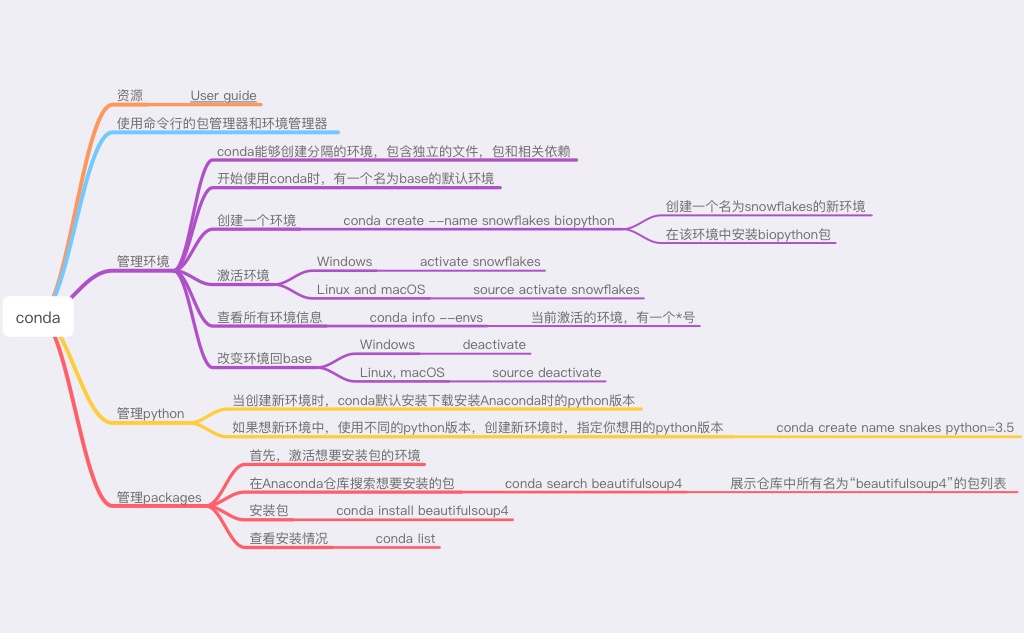 资源
User guide
使用命令行的包管理器和环境管理器
conda能够创建分隔的环境，包含独立的文件，包和相关依赖
开始使用conda时，有一个名为base的默认环境
创建一个环境
conda create --name snowflakes biopython
创建一个名为snowflakes的新环境
在该环境中安装biopython包
管理环境
激活环境
Windows
activate snowflakes
Linux and macOS
source activate snowflakes
查看所有环境信息
conda info --envs
当前激活的环境，有一个*号
改变环境回base
Windows
deactivate
Linux, macOS
source deactivate
conda
管理python
当创建新环境时，conda默认安装下载安装Anaconda时的python版本
如果想新环境中，使用不同的python版本，创建新环境时，指定你想用的python版本
conda create name snakes python=3.5
管理packages
首先，激活想要安装包的环境
在Anaconda仓库搜索想要安装的包
conda search beautifulsoup4
展示仓库中所有名为“beautifulsoup4”的包列表
安装包
conda install beautifulsoup4
查看安装情况
conda list